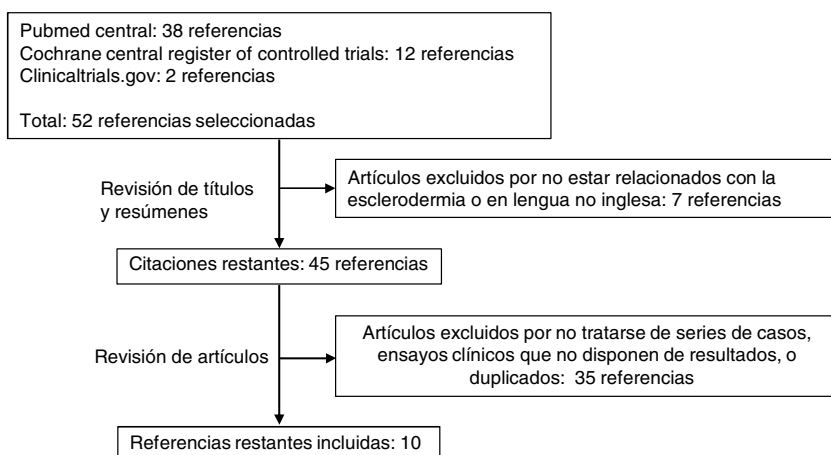 Pubmed central: 38 referencias
Cochrane central register of controlled trials: 12 referencias
Clinicaltrials.gov: 2 referencias
Total: 52 referencias seleccionadas
Revisión de títulos
y resúmenes
Artículos excluidos por no estar relacionados con la
esclerodermia o en lengua no inglesa: 7 referencias
Citaciones restantes: 45 referencias
Revisión de artículos
Artículos excluidos por no tratarse de series de casos,
ensayos clínicos que no disponen de resultados, o
duplicados: 35 referencias
Referencias restantes incluidas: 10